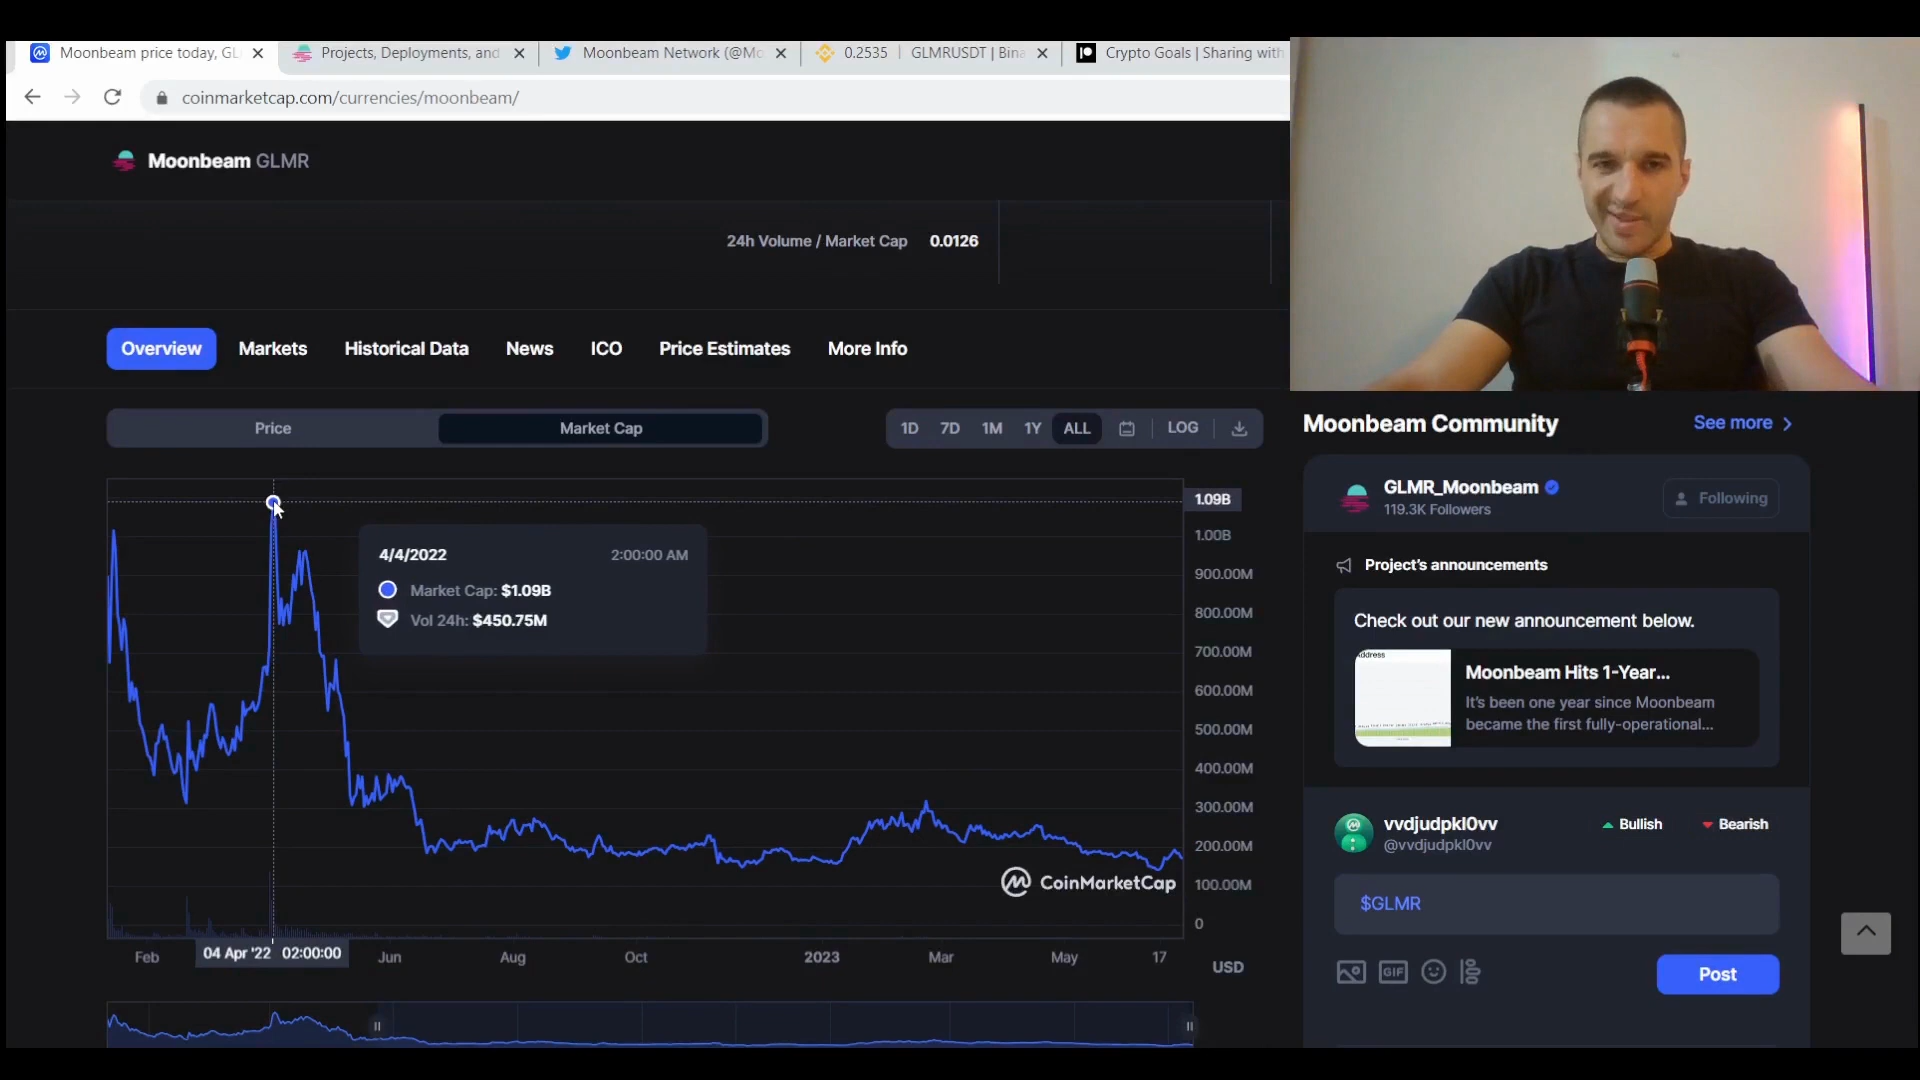 Moonbeam price today, GL
Projects, Deployments, and
Moonbeam Network (@Mo
0.2535 | GLMRUSDT | Bina
Crypto Goals | Sharing with
coinmarketcap.com/currencies/moonbeam/
Moonbeam GLMR
24h Volume / Market Cap 0.0126
Overview Markets Historical Data News ICO Price Estimates More Info
Price Market Cap
1D 7D 1M 1Y ALL LOG
1.09B
1.00B
900.00M
800.00M
700.00M
600.00M
500.00M
400.00M
300.00M
200.00M
100.00M
0
4/4/2022 2:00:00 AM
Market Cap: $1.09B
Vol 24h: $450.75M
CoinMarketCap
Feb 04 Apr '22 02:00:00 Jun Aug Oct 2023 Mar May 17
USD
Moonbeam Community See more
GLMR_Moonbeam
119.3K Followers
Following
Project's announcements
Check out our new announcement below.
Address
Moonbeam Hits 1-Year...
It's been one year since Moonbeam
became the first fully-operational...
vvdjudpkl0vv
@vvdjudpkl0vv
Bullish Bearish
$GLMR
GIF
Post